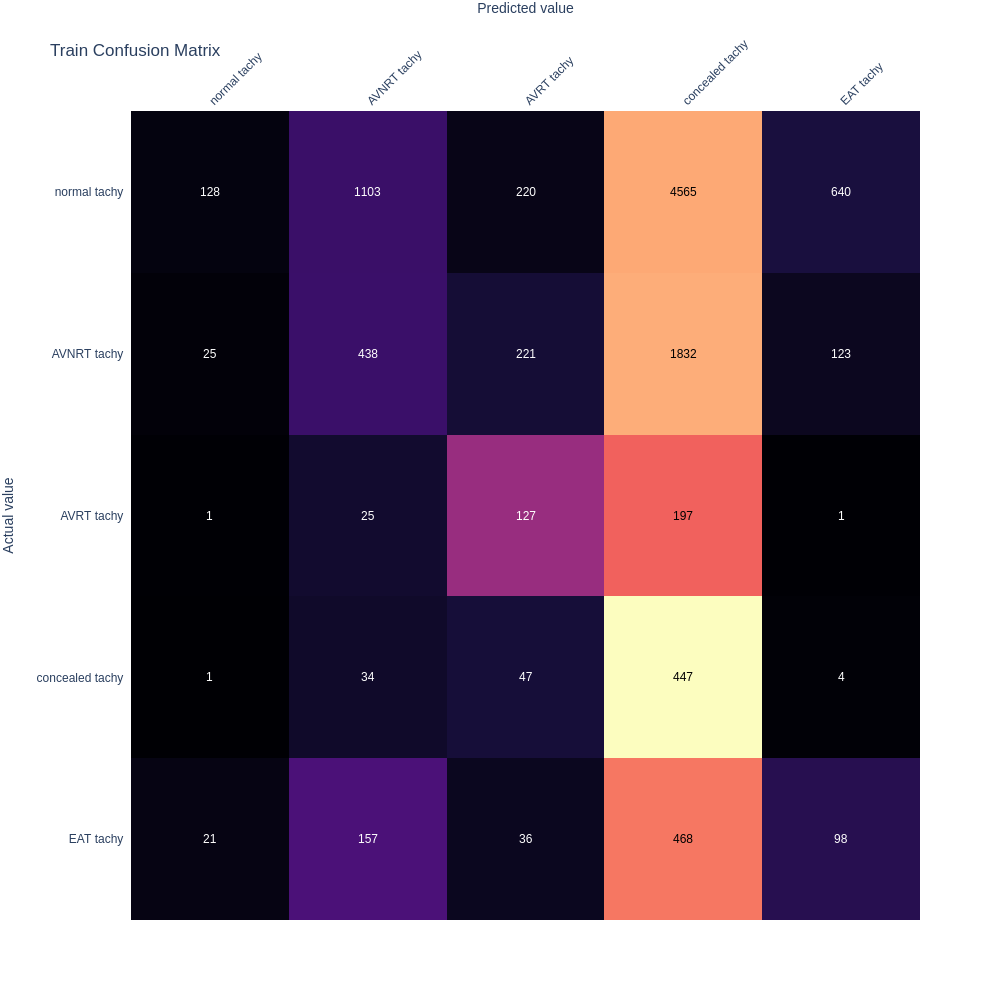 Predicted value
Train Confusion Matrix
normal tachy
AVNRT tachy
AVRT tachy
concealed tachy
EAT tachy
normal tachy 128 1103 220 4565 640
AVNRT tachy 25 438 221 1832 123
Actual value
AVRT tachy 1 25 127 197 1
concealed tachy 1 34 47 447 4
EAT tachy 21 157 36 468 98